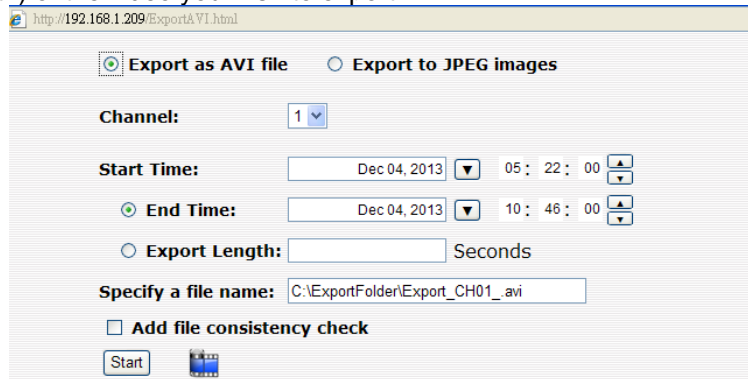 http://192.168.1.209/ExportAVI.html
Export as AVI file Export to JPEG images
Channel: 1
Start Time: Dec 04, 2013 05 : 22 : 00
End Time: Dec 04, 2013 10 : 46 : 00
Export Length: Seconds
Specify a file name: C:\ExportFolder\Export_CH01_.avi
Add file consistency check
Start